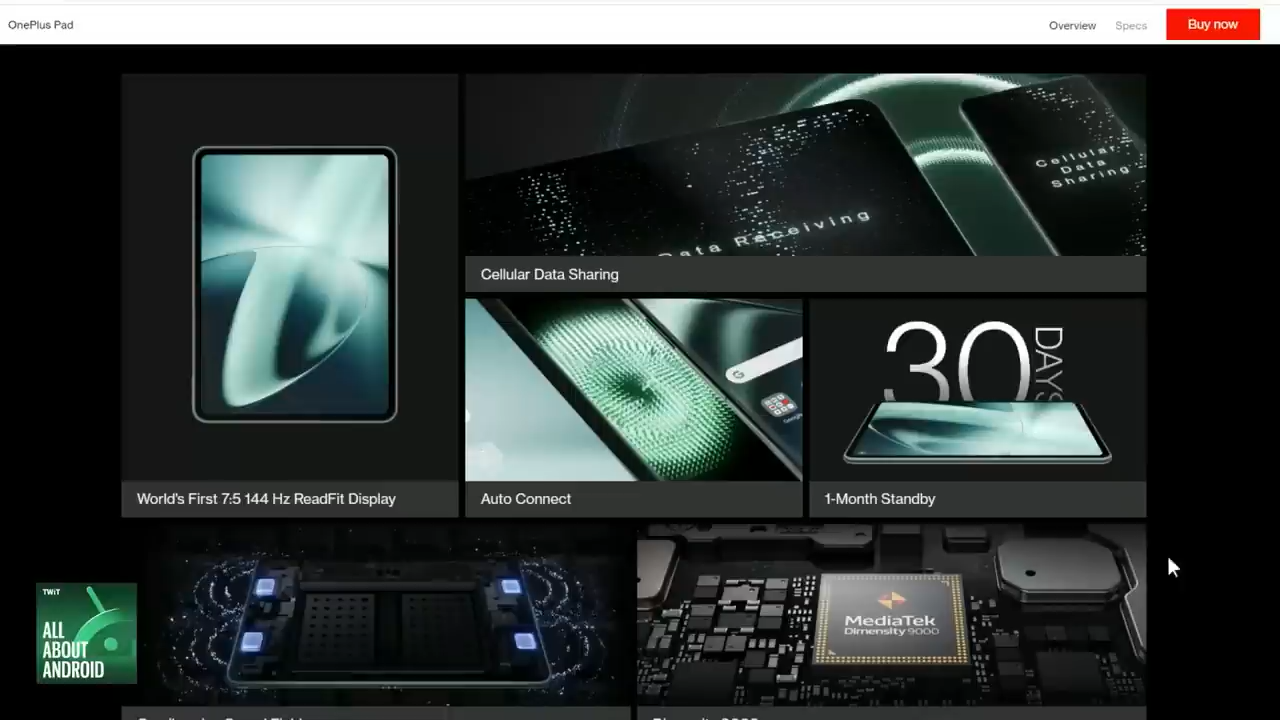 OnePlus Pad
Overview
Specs
Buy now
Data Receiving
Cellular
Data
Sharing
Cellular Data Sharing
World's First 7:5 144 Hz ReadFit Display
G
Auto Connect
30
DAYS
1-Month Standby
MediaTek
Dimensity 9000
TWiT
ALL
ABOUT
ANDROID